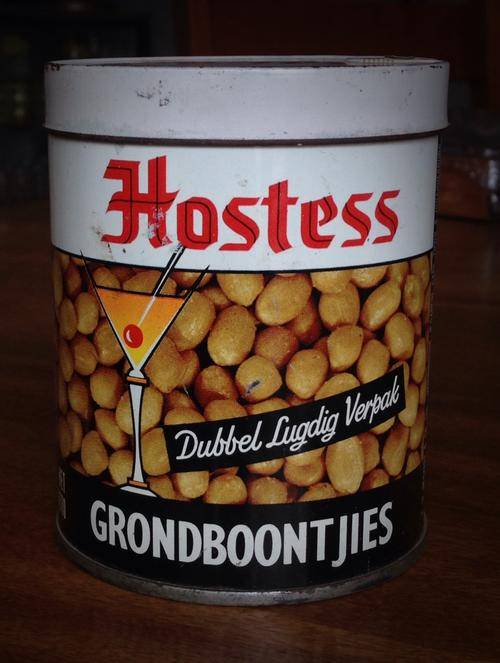 Hostess
Dubbel Lugdig Verpak
GRONDBOONTJIES